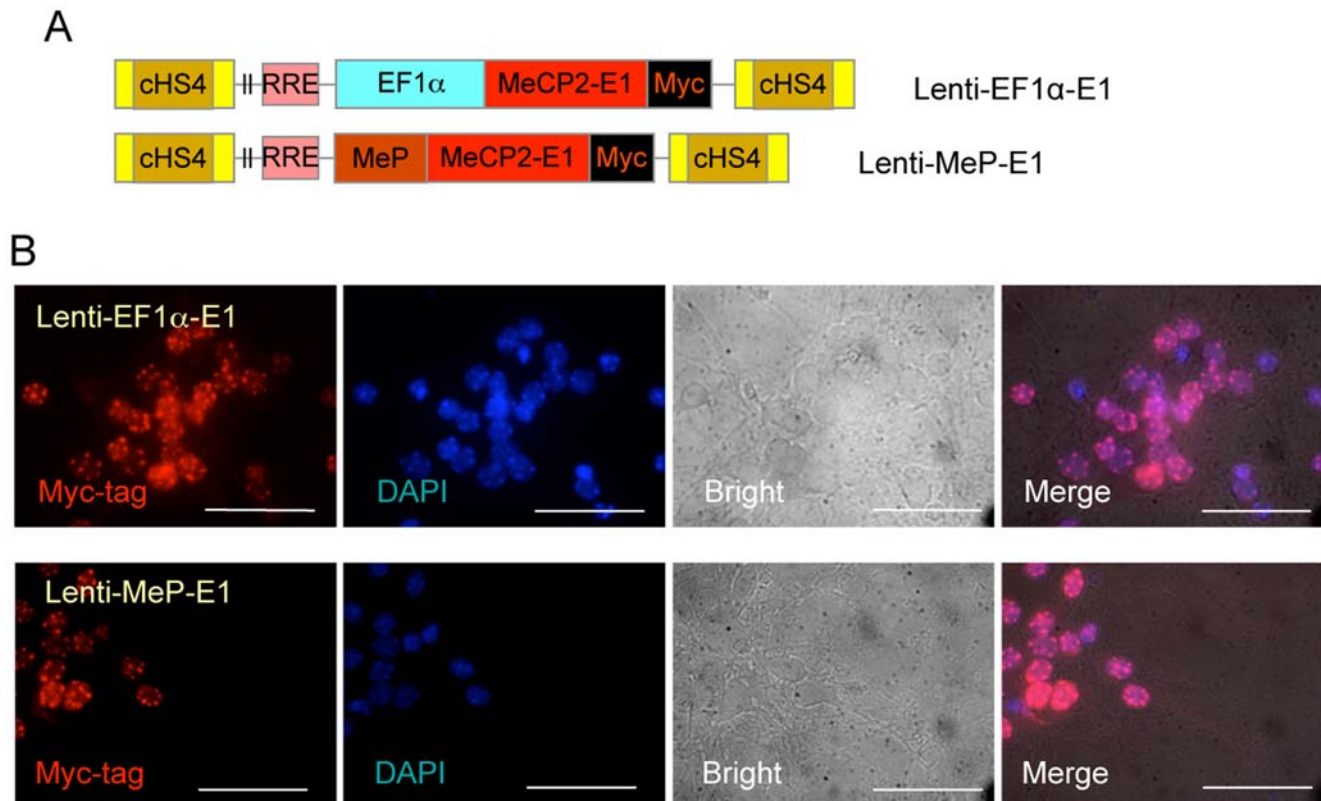 A
cHS4 RRE EF1α MeCP2-E1 Myc cHS4 Lenti-EF1α-E1
cHS4 RRE MeP MeCP2-E1 Myc cHS4 Lenti-MeP-E1
B
Lenti-EF1α-E1
Myc-tag DAPI Bright Merge
Lenti-MeP-E1
Myc-tag DAPI Bright Merge